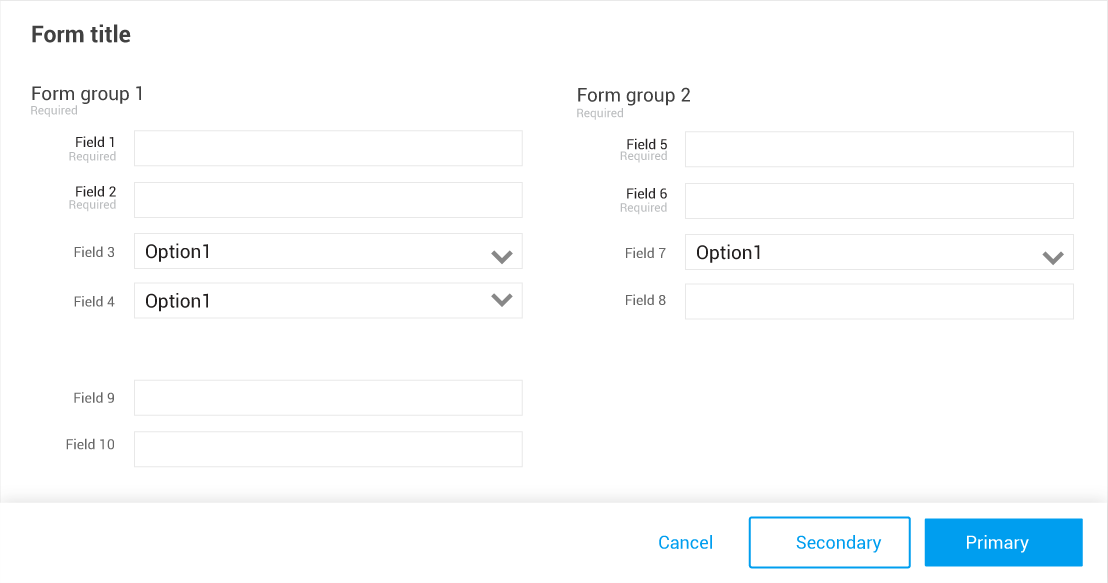 Form title
Form group 1
Required
Field 1
Required
Field 2
Required
Field 3
Option1
Field 4
Option1
Form group 2
Required
Field 5
Required
Field 6
Required
Field 7
Option1
Field 8
Field 9
Field 10
Cancel
Secondary
Primary